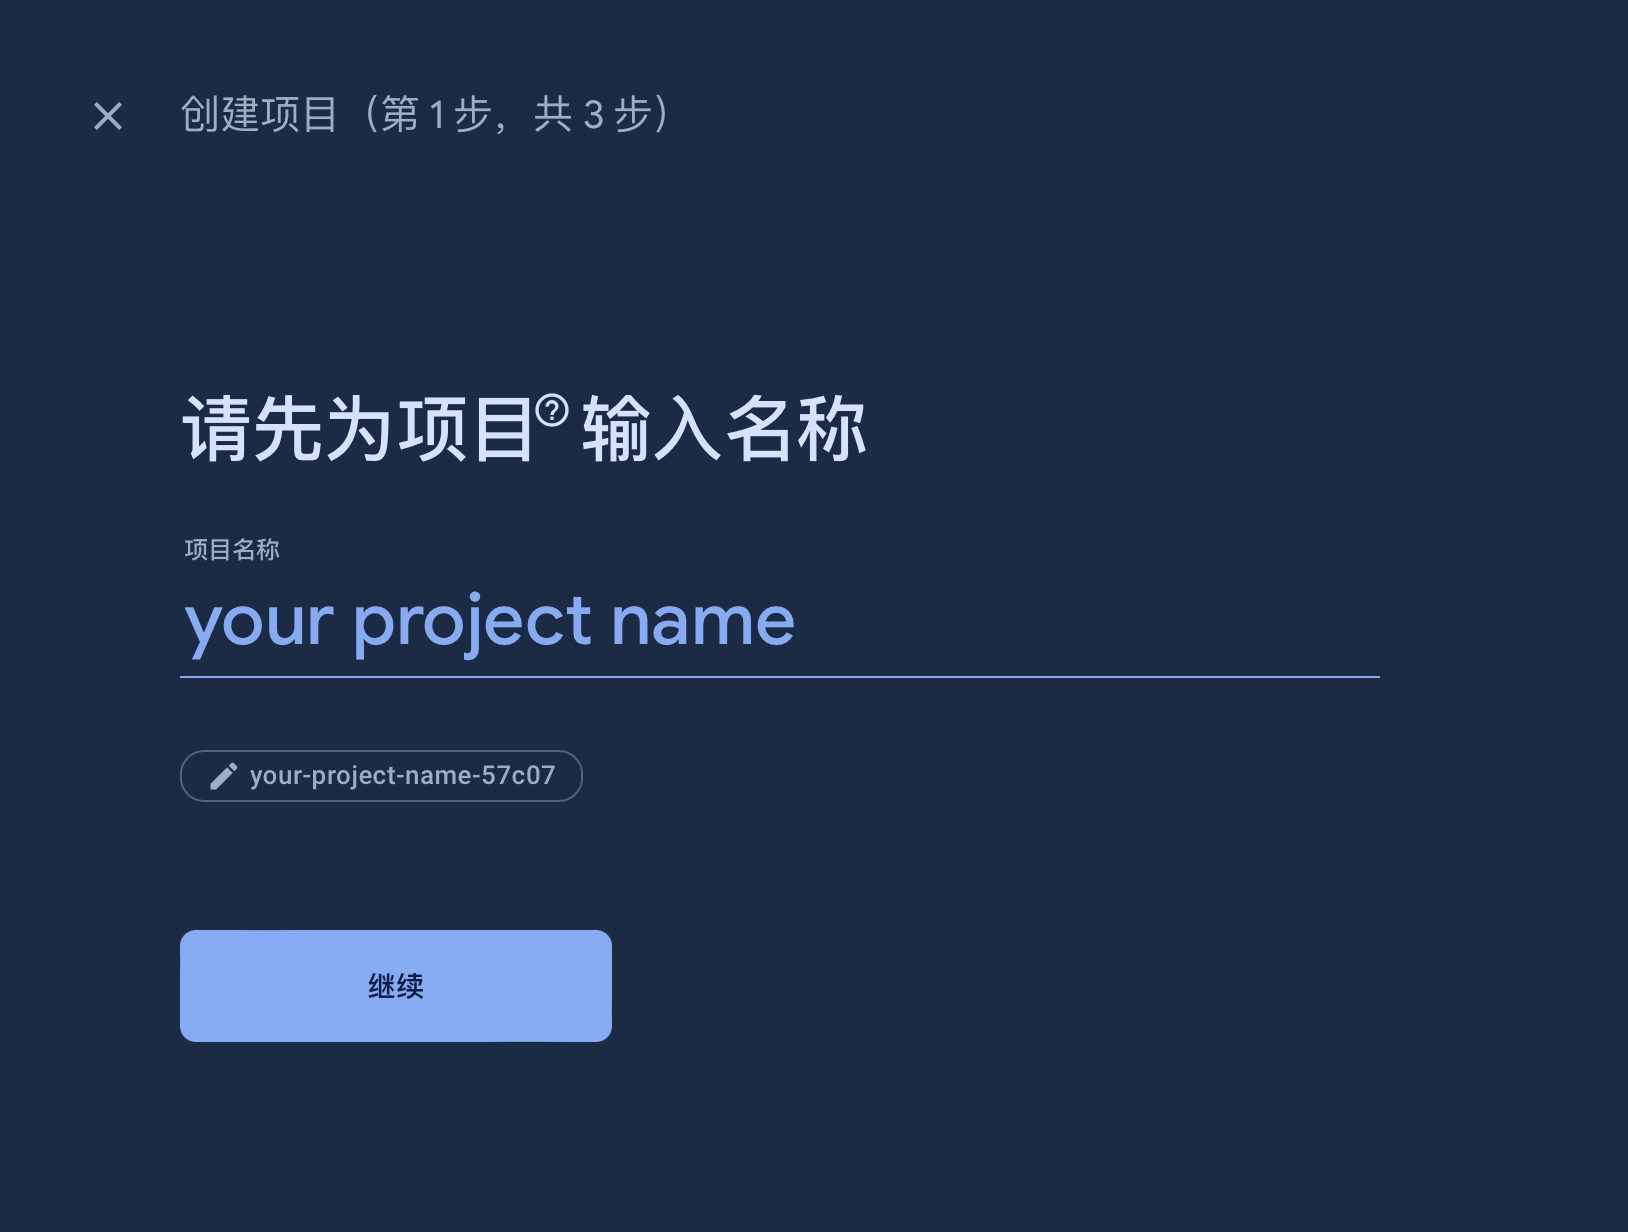 创建项目（第 1 步，共 3 步）
请先为项目输入名称
项目名称
your project name
your-project-name-57c07
继续